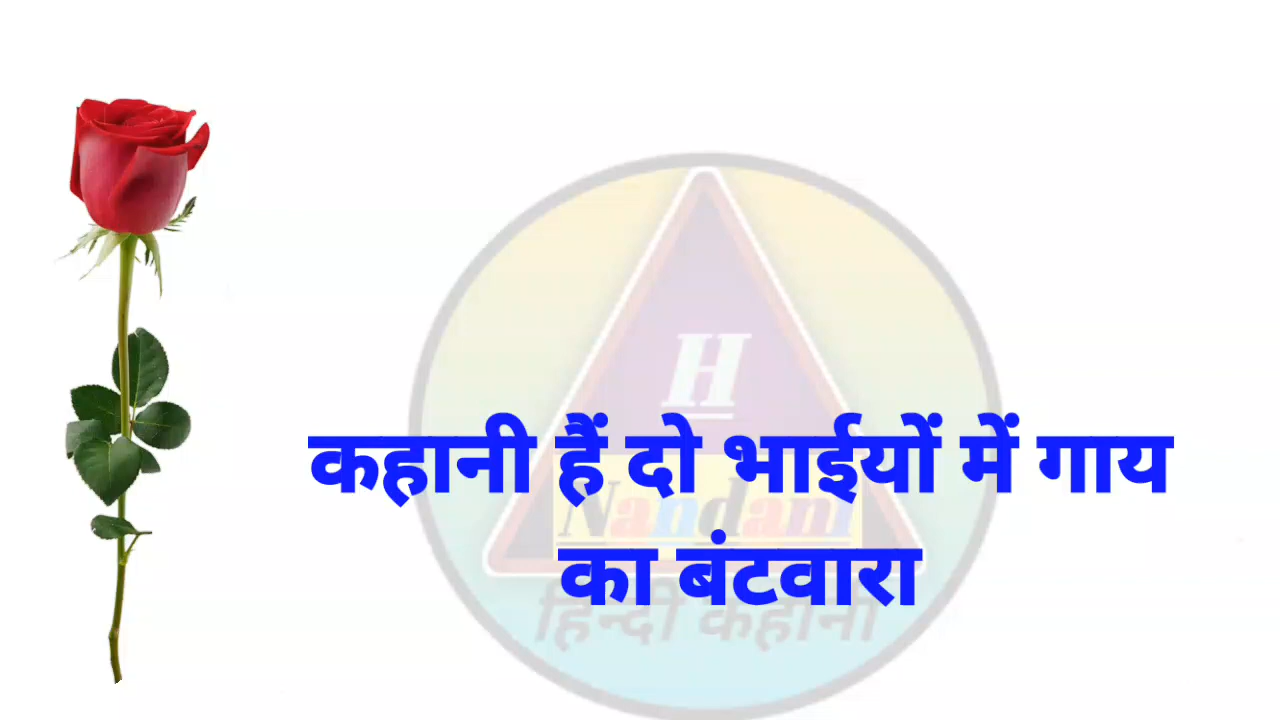 H
कहानी हैं दो भाईयों में गाय
Nandani
का बंटवारा
हिन्दी कहानी